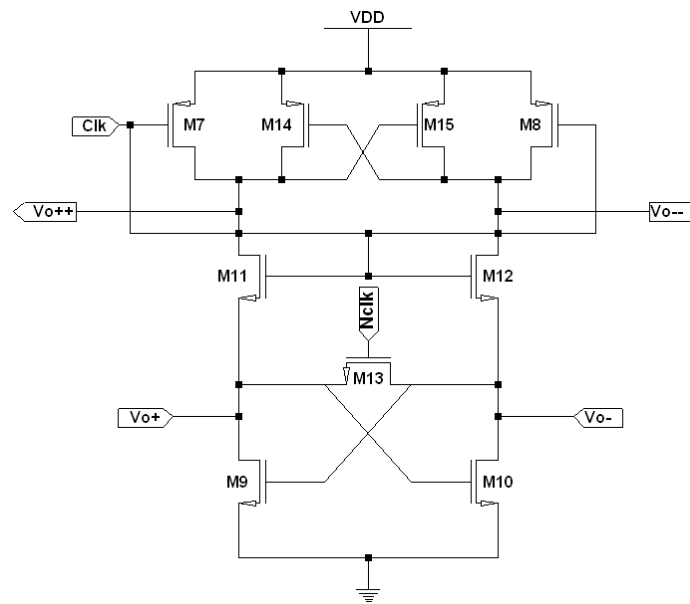 VDD
Clk
M7
M14
M15
M8
Vo++
Vo--
M11
M12
Nclk
M13
Vo+
Vo-
M9
M10